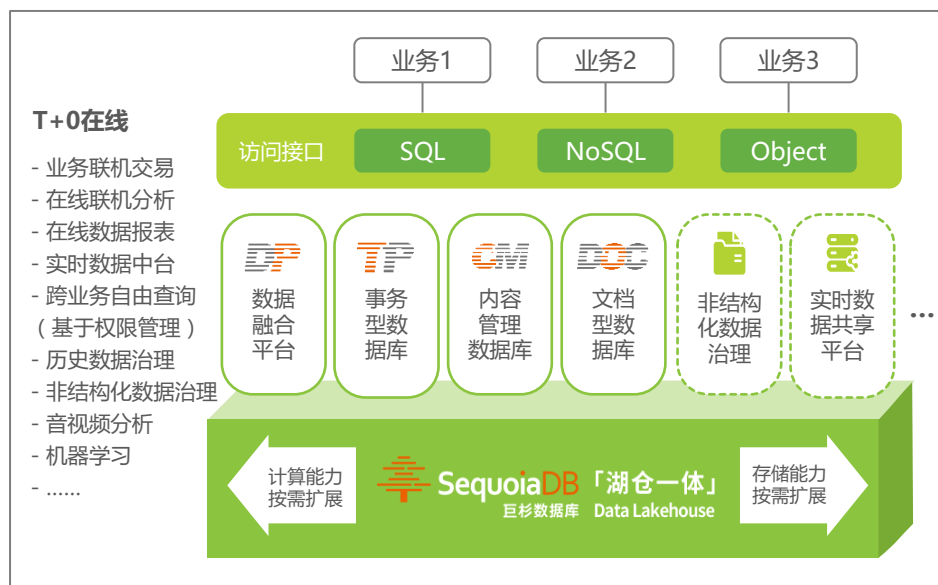 业务1
业务2
业务3
T+0在线
- 业务联机交易
- 在线联机分析
- 在线数据报表
- 实时数据中台
- 跨业务自由查询
（基于权限管理）
- 历史数据治理
- 非结构化数据治理
- 音视频分析
- 机器学习
- ......
访问接口
SQL
NoSQL
Object
DP
数据
融合
平台
TP
事务
型数
据库
CM
内容
管理
数据库
DOC
文档
型数
据库
非结构
化数据
治理
实时数
据共享
平台
...
计算能力
按需扩展
SequoiaDB「湖仓一体」
巨杉数据库 Data Lakehouse
存储能力
按需扩展